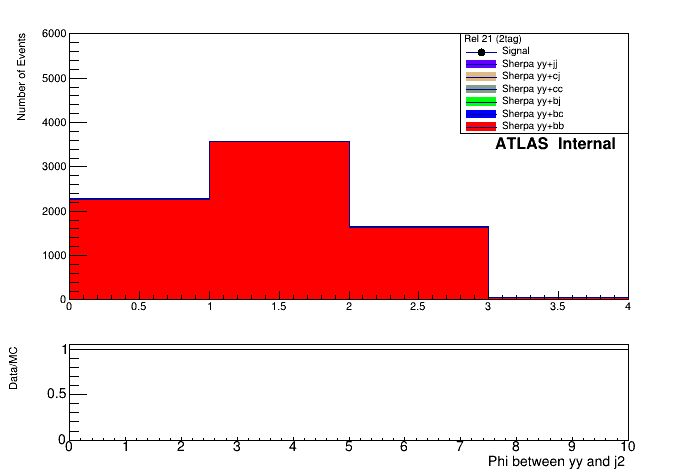 Number of Events
6000
5000
4000
3000
2000
1000
0
0 0.5 1 1.5 2 2.5 3 3.5 4
Rel 21 (2tag)
Signal
Sherpa yy+jj
Sherpa yy+cj
Sherpa yy+cc
Sherpa yy+bj
Sherpa yy+bc
Sherpa yy+bb
ATLAS Internal
Data/MC
1
0.5
0
0 1 2 3 4 5 6 7 8 9 10
Phi between yy and j2